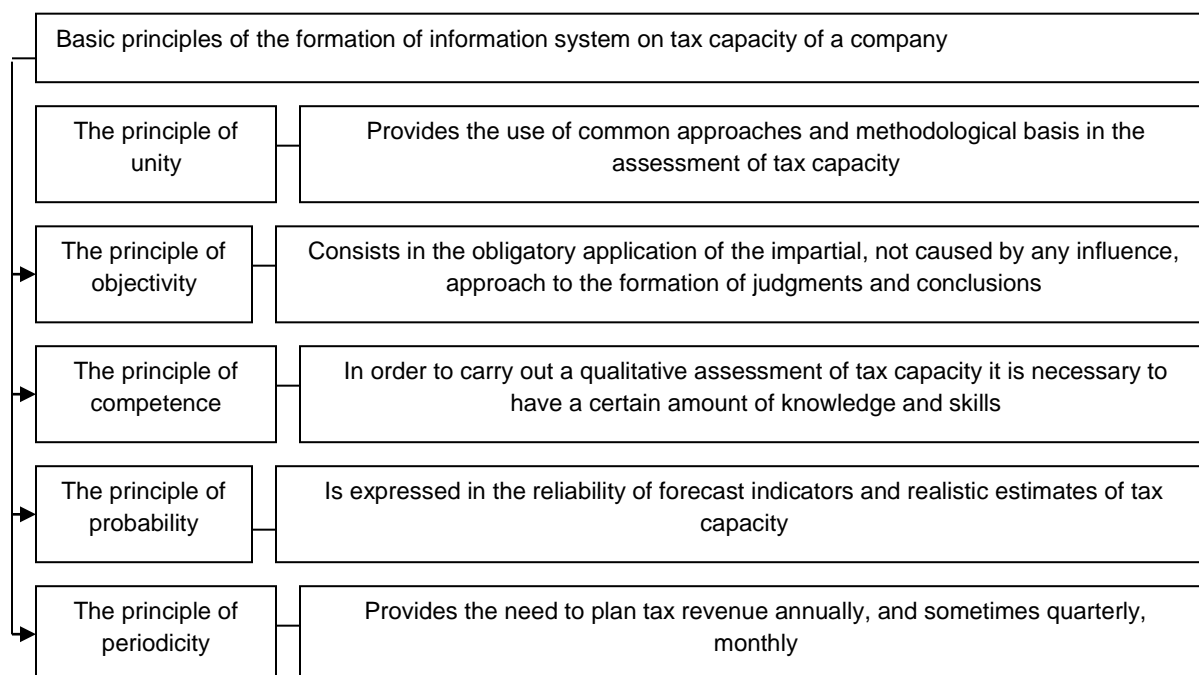 Basic principles of the formation of information system on tax capacity of a company
The principle of
unity
Provides the use of common approaches and methodological basis in the
assessment of tax capacity
The principle of
objectivity
Consists in the obligatory application of the impartial, not caused by any influence,
approach to the formation of judgments and conclusions
The principle of
competence
In order to carry out a qualitative assessment of tax capacity it is necessary to
have a certain amount of knowledge and skills
The principle of
probability
Is expressed in the reliability of forecast indicators and realistic estimates of tax
capacity
The principle of
periodicity
Provides the need to plan tax revenue annually, and sometimes quarterly,
monthly